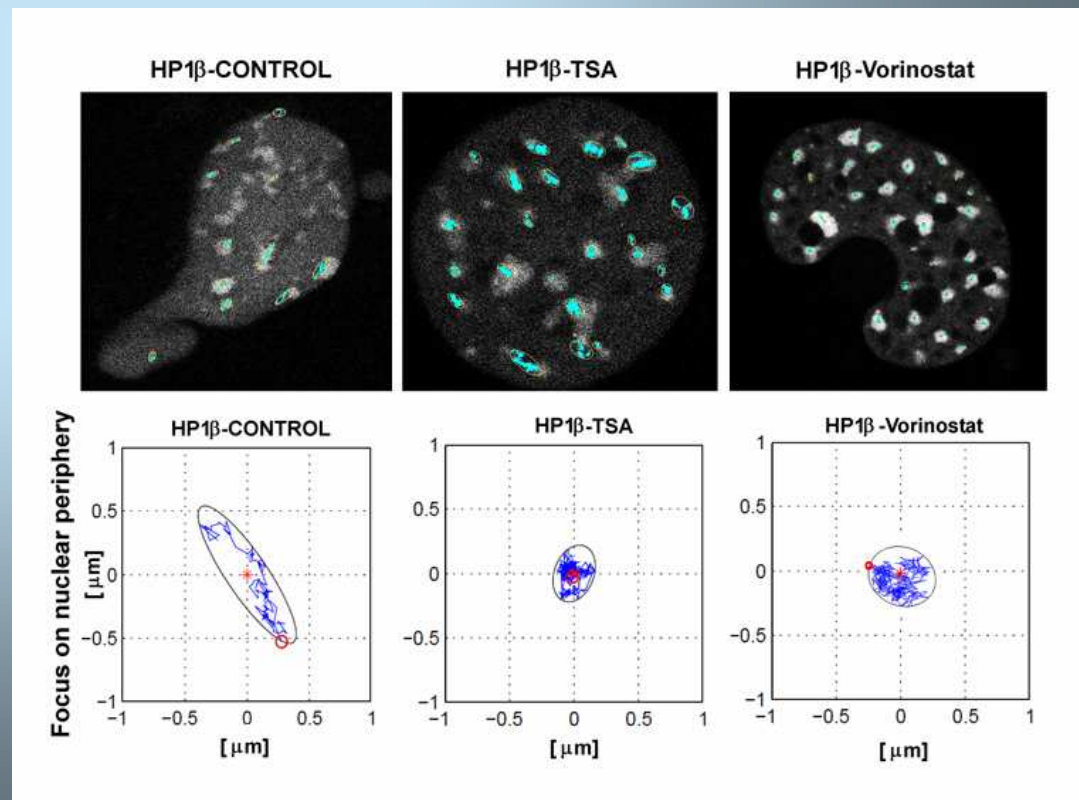 HP1β-CONTROL HP1β-TSA HP1β-Vorinostat
Focus on nuclear periphery
HP1β-CONTROL HP1β-TSA HP1β -Vorinostat
1 1 1
0.5 0.5 0.5
[μm]
0 0 0
−0.5 −0.5 −0.5
−1 −1 −1
−1 −0.5 0 0.5 1 −1 −0.5 0 0.5 1 −1 −0.5 0 0.5 1
[μm] [μm] [μm]